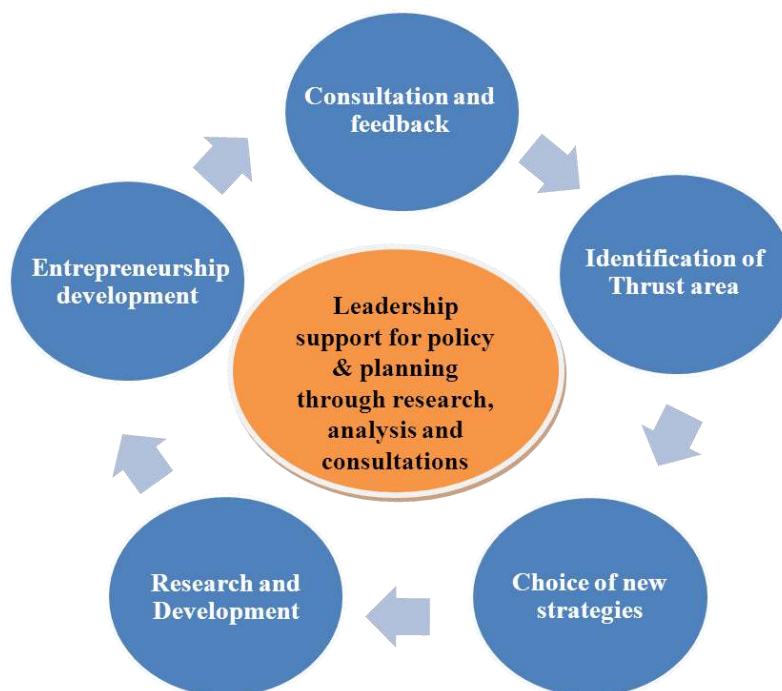 Consultation and
feedback
Identification of
Thrust area
Entrepreneurship
development
Leadership
support for policy
& planning
through research,
analysis and
consultations
Choice of new
strategies
Research and
Development